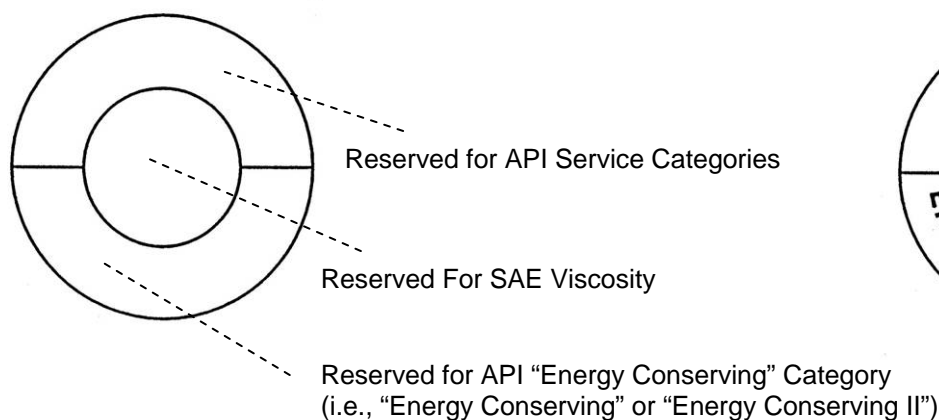 Reserved for API Service Categories
Reserved For SAE Viscosity
Reserved for API “Energy Conserving” Category
(i.e., “Energy Conserving” or “Energy Conserving II”)